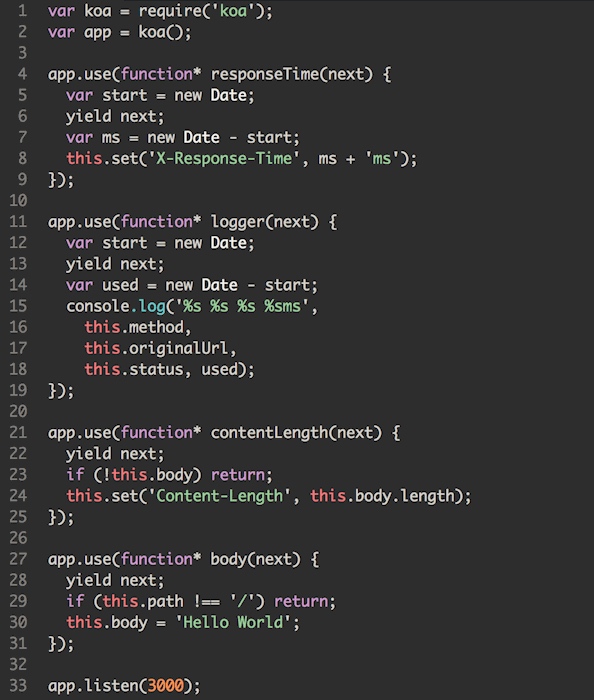 1 var koa = require('koa');
2 var app = koa();
3
4 app.use(function* responseTime(next) {
5   var start = new Date;
6   yield next;
7   var ms = new Date - start;
8   this.set('X-Response-Time', ms + 'ms');
9 });
10
11 app.use(function* logger(next) {
12   var start = new Date;
13   yield next;
14   var used = new Date - start;
15   console.log('%s %s %s %sms',
16     this.method,
17     this.originalUrl,
18     this.status, used);
19 });
20
21 app.use(function* contentLength(next) {
22   yield next;
23   if (!this.body) return;
24   this.set('Content-Length', this.body.length);
25 });
26
27 app.use(function* body(next) {
28   yield next;
29   if (this.path !== '/') return;
30   this.body = 'Hello World';
31 });
32
33 app.listen(3000);